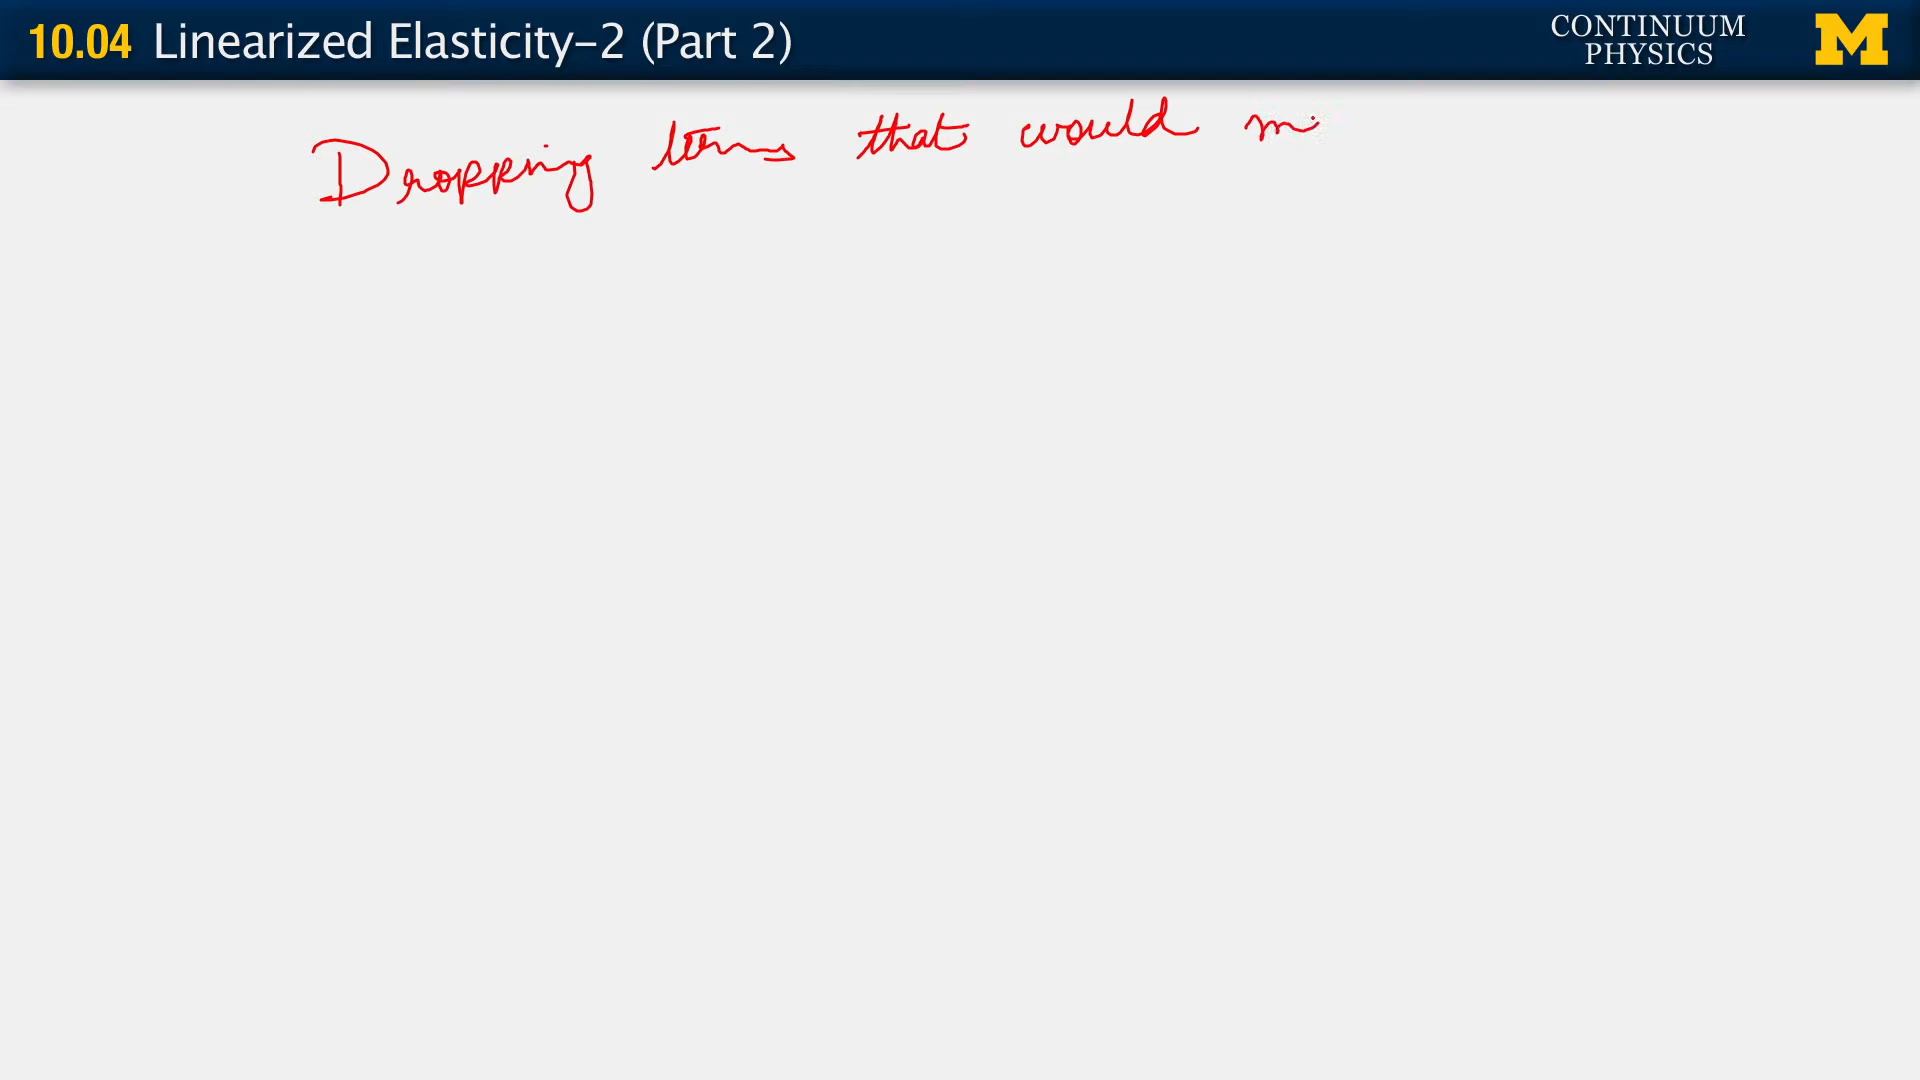 10.04 Linearized Elasticity–2 (Part 2)
CONTINUUM
PHYSICS
M
Dropping terms that would